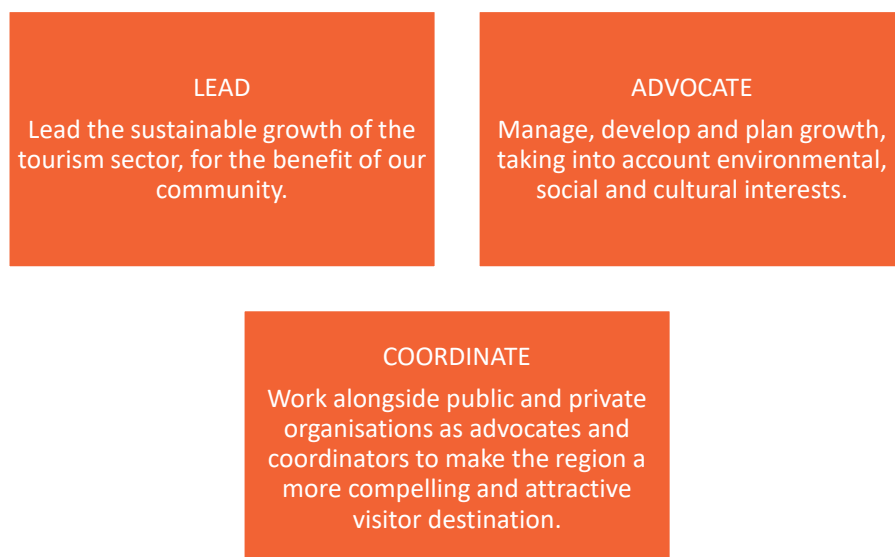 LEAD
Lead the sustainable growth of the
tourism sector, for the benefit of our
community.
ADVOCATE
Manage, develop and plan growth,
taking into account environmental,
social and cultural interests.
COORDINATE
Work alongside public and private
organisations as advocates and
coordinators to make the region a
more compelling and attractive
visitor destination.